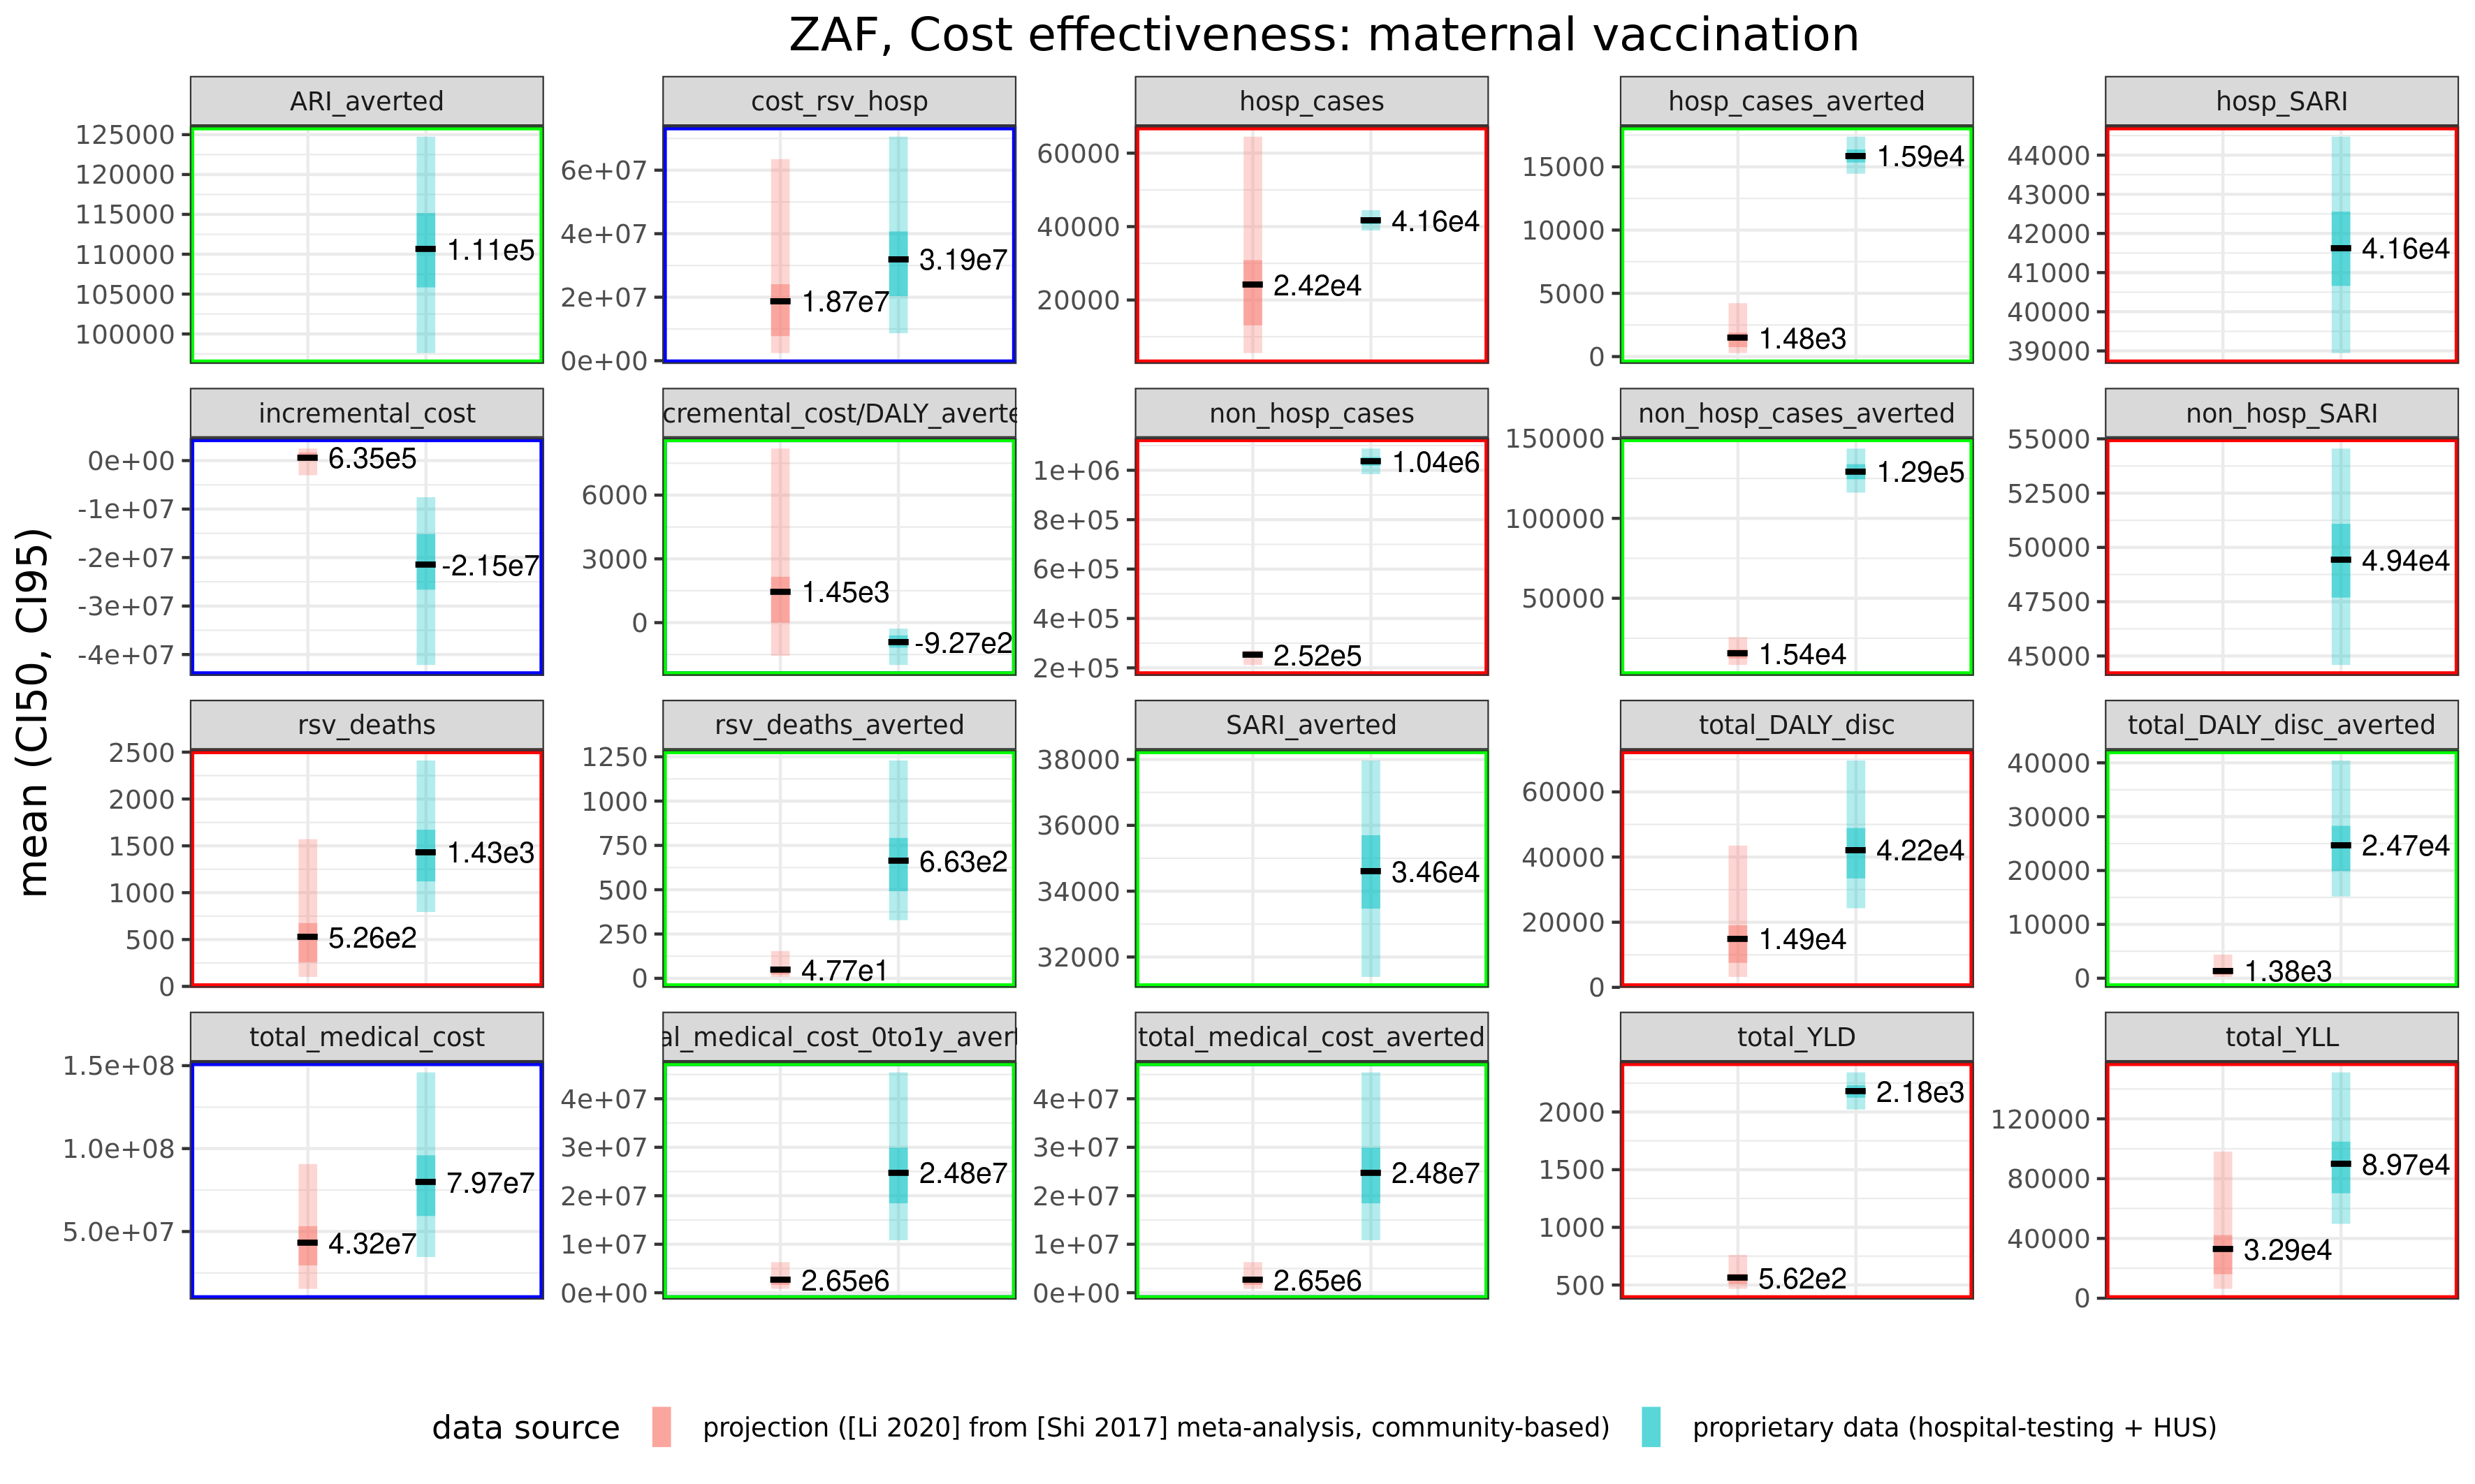 ZAF, Cost effectiveness: maternal vaccination
mean (CI50, CI95)
ARI_averted
125000
120000
115000
110000
105000
100000
1.11e5
cost_rsv_hosp
6e+07
4e+07
2e+07
0e+00
1.87e7
3.19e7
hosp_cases
60000
40000
20000
2.42e4
4.16e4
hosp_cases_averted
15000
10000
5000
0
1.48e3
1.59e4
hosp_SARI
44000
43000
42000
41000
40000
39000
4.16e4
incremental_cost
0e+00
-1e+07
-2e+07
-3e+07
-4e+07
6.35e5
-2.15e7
cremental_cost/DALY_averte
6000
3000
0
1.45e3
-9.27e2
non_hosp_cases
1e+06
8e+05
6e+05
4e+05
2e+05
2.52e5
1.04e6
non_hosp_cases_averted
150000
100000
50000
1.54e4
1.29e5
non_hosp_SARI
55000
52500
50000
47500
45000
4.94e4
rsv_deaths
2500
2000
1500
1000
500
0
5.26e2
1.43e3
rsv_deaths_averted
1250
1000
750
500
250
0
4.77e1
6.63e2
SARI_averted
38000
36000
34000
32000
3.46e4
total_DALY_disc
60000
40000
20000
0
1.49e4
4.22e4
total_DALY_disc_averted
40000
30000
20000
10000
0
1.38e3
2.47e4
total_medical_cost
1.5e+08
1.0e+08
5.0e+07
4.32e7
7.97e7
al_medical_cost_0to1y_avert
4e+07
3e+07
2e+07
1e+07
0e+00
2.65e6
2.48e7
total_medical_cost_averted
4e+07
3e+07
2e+07
1e+07
0e+00
2.65e6
2.48e7
total_YLD
2000
1500
1000
500
5.62e2
2.18e3
total_YLL
120000
80000
40000
0
3.29e4
8.97e4
data source
projection ([Li 2020] from [Shi 2017] meta-analysis, community-based)
proprietary data (hospital-testing + HUS)